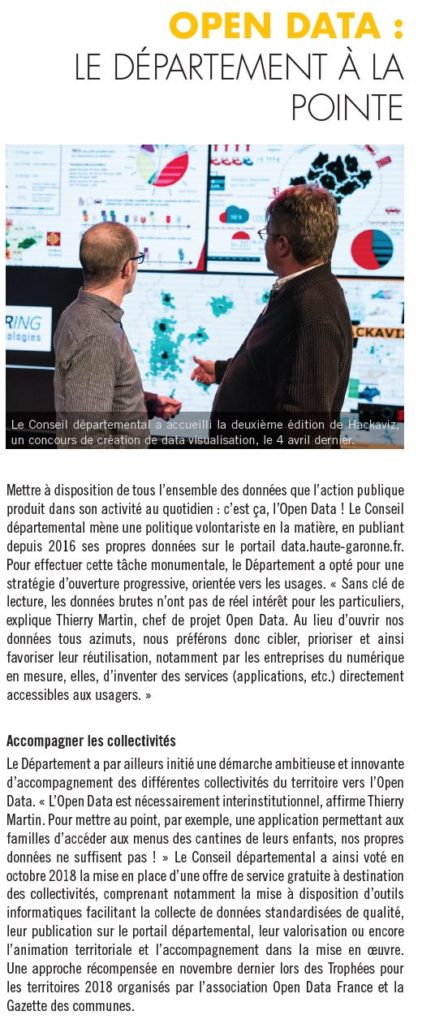 OPEN DATA :
LE DÉPARTEMENT À LA
POINTE
RING
ologies
ACKAVIZ
Le Conseil départemental a accueilli la deuxième édition de Hackaviz,
un concours de création de data visualisation, le 4 avril dernier.
Mettre à disposition de tous l’ensemble des données que l’action publique
produit dans son activité au quotidien : c’est ça, l’Open Data ! Le Conseil
départemental mène une politique volontariste en la matière, en publiant
depuis 2016 ses propres données sur le portail data.haute-garonne.fr.
Pour effectuer cette tâche monumentale, le Département a opté pour une
stratégie d’ouverture progressive, orientée vers les usages. « Sans clé de
lecture, les données brutes n’ont pas de réel intérêt pour les particuliers,
explique Thierry Martin, chef de projet Open Data. Au lieu d’ouvrir nos
données tous azimuts, nous préférons donc cibler, prioriser et ainsi
favoriser leur réutilisation, notamment par les entreprises du numérique
en mesure, elles, d’inventer des services (applications, etc.) directement
accessibles aux usagers. »
Accompagner les collectivités
Le Département a par ailleurs initié une démarche ambitieuse et innovante
d’accompagnement des différentes collectivités du territoire vers l’Open
Data. « L’Open Data est nécessairement interinstitutionnel, affirme Thierry
Martin. Pour mettre au point, par exemple, une application permettant aux
familles d’accéder aux menus des cantines de leurs enfants, nos propres
données ne suffisent pas ! » Le Conseil départemental a ainsi voté en
octobre 2018 la mise en place d’une offre de service gratuite à destination
des collectivités, comprenant notamment la mise à disposition d’outils
informatiques facilitant la collecte de données standardisées de qualité,
leur publication sur le portail départemental, leur valorisation ou encore
l’animation territoriale et l’accompagnement dans la mise en œuvre.
Une approche récompensée en novembre dernier lors des Trophées pour
les territoires 2018 organisés par l’association Open Data France et la
Gazette des communes.